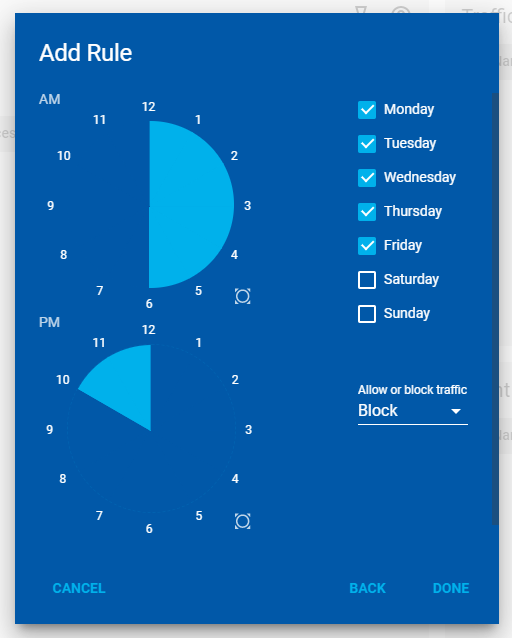 Add Rule
AM
12
1
2
3
4
5
6
7
8
9
10
11
PM
12
1
2
3
4
5
6
7
8
9
10
11
Monday
Tuesday
Wednesday
Thursday
Friday
Saturday
Sunday
Allow or block traffic
Block
CANCEL
BACK
DONE